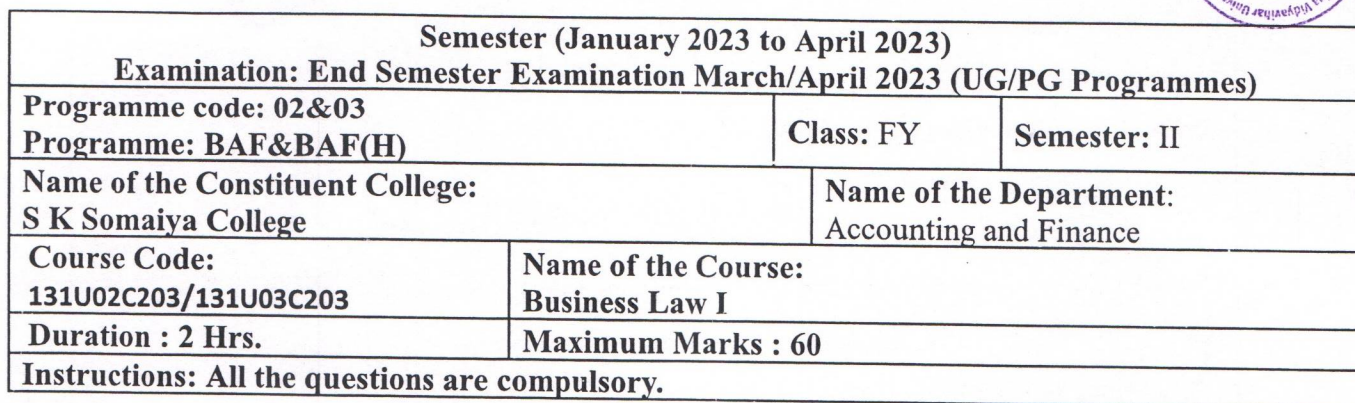 Vidyavihar Univer
Semester (January 2023 to April 2023)
Examination: End Semester Examination March/April 2023 (UG/PG Programmes)
Programme code: 02&03
Programme: BAF&BAF(H)
Class: FY
Semester: II
Name of the Constituent College:
S K Somaiya College
Name of the Department:
Accounting and Finance
Course Code:
131U02C203/131U03C203
Name of the Course:
Business Law I
Duration : 2 Hrs.
Maximum Marks : 60
Instructions: All the questions are compulsory.